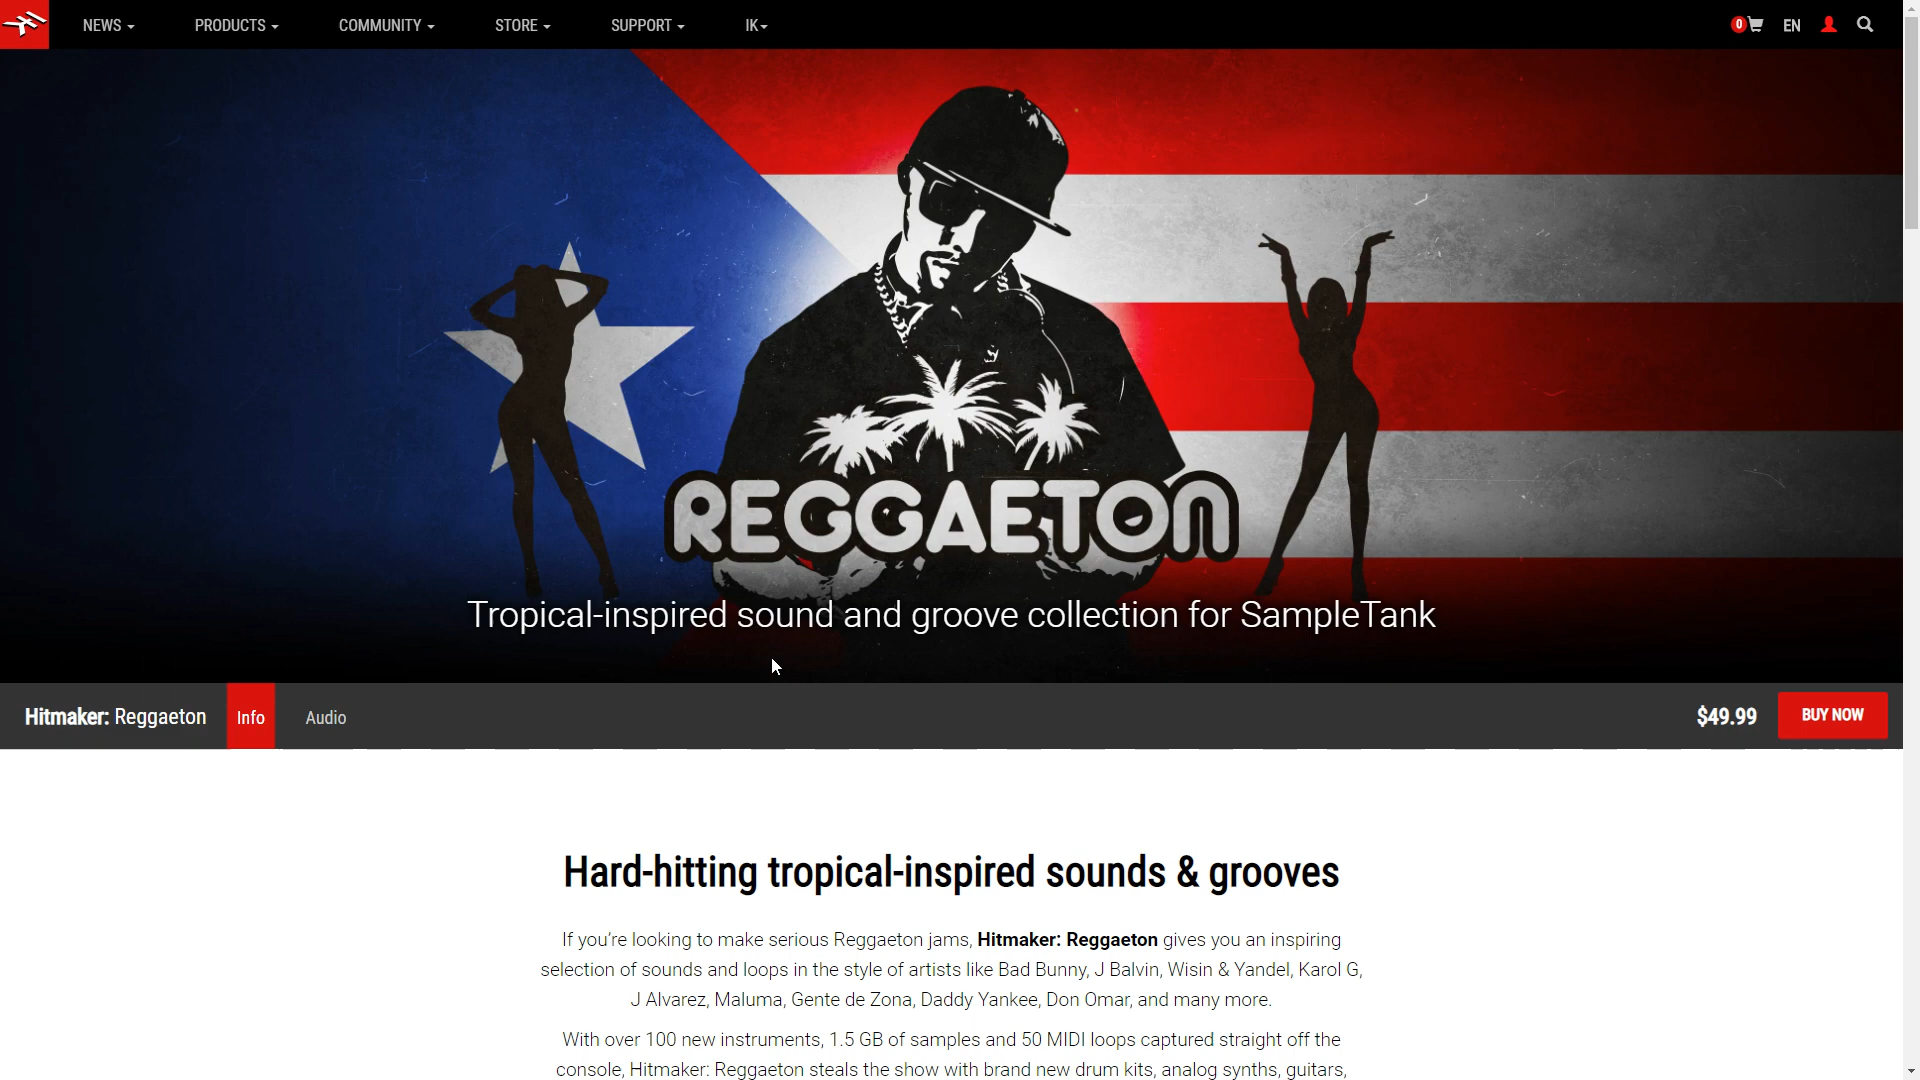 NEWS
PRODUCTS
COMMUNITY
STORE
SUPPORT
IK
0
EN
REGGAETON
Tropical-inspired sound and groove collection for SampleTank
Hitmaker: Reggaeton
Info
Audio
$49.99
BUY NOW
Hard-hitting tropical-inspired sounds & grooves
If you’re looking to make serious Reggaeton jams, Hitmaker: Reggaeton gives you an inspiring
selection of sounds and loops in the style of artists like Bad Bunny, J Balvin, Wisin & Yandel, Karol G,
J Alvarez, Maluma, Gente de Zona, Daddy Yankee, Don Omar, and many more.
With over 100 new instruments, 1.5 GB of samples and 50 MIDI loops captured straight off the
console, Hitmaker: Reggaeton steals the show with brand new drum kits, analog synths, guitars,